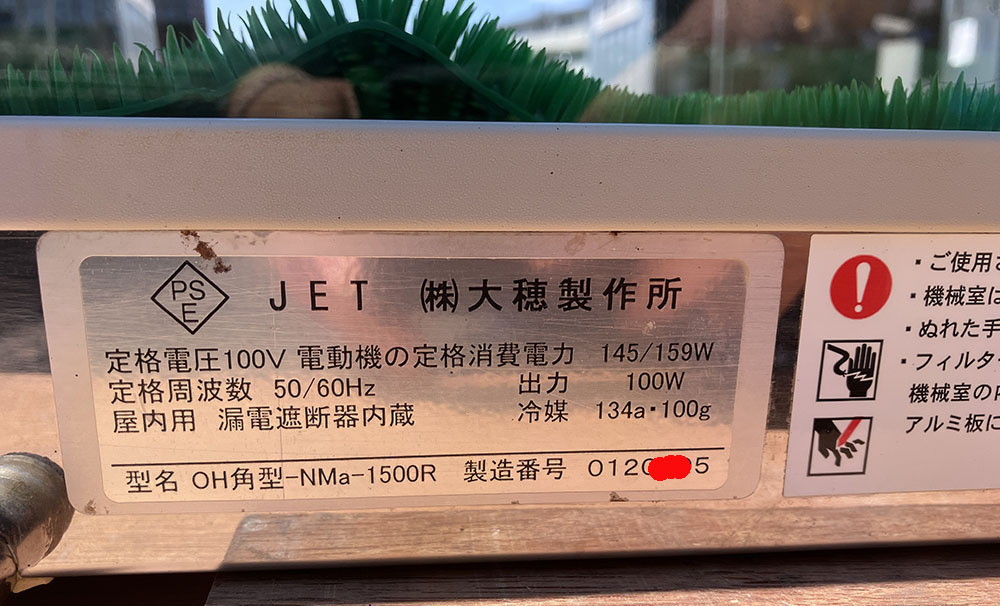 PSE JET (株)大穂製作所
定格電圧100V 電動機の定格消費電力 145/159W
定格周波数 50/60Hz 出力 100W
屋内用 漏電遮断器内蔵 冷媒 134a・100g
型名 OH角型-NMa-1500R 製造番号 0120 5
・ご使用
・機械室は
・ぬれた手
・フィルタ
機械室の
アルミ板に